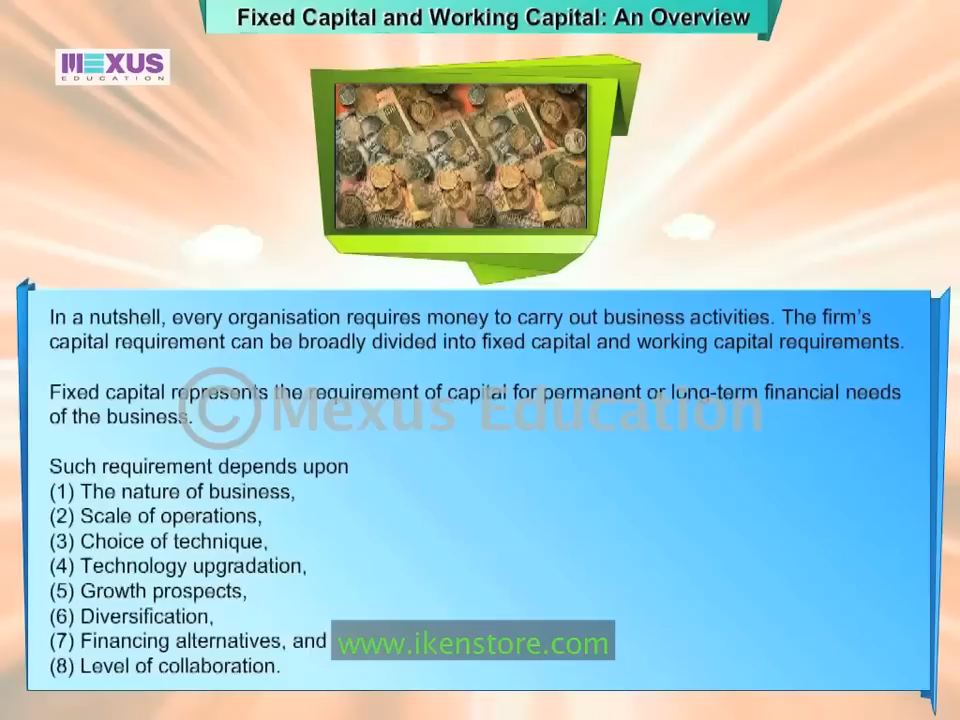 Fixed Capital and Working Capital: An Overview
MEXUS
EDUCATION
In a nutshell, every organisation requires money to carry out business activities. The firm's
capital requirement can be broadly divided into fixed capital and working capital requirements.
Fixed capital represents the requirement of capital for permanent or long-term financial needs
of the business.
© Mexus Education
Such requirement depends upon
(1) The nature of business,
(2) Scale of operations,
(3) Choice of technique,
(4) Technology upgradation,
(5) Growth prospects,
(6) Diversification,
(7) Financing alternatives, and
www.ikenstore.com
(8) Level of collaboration.